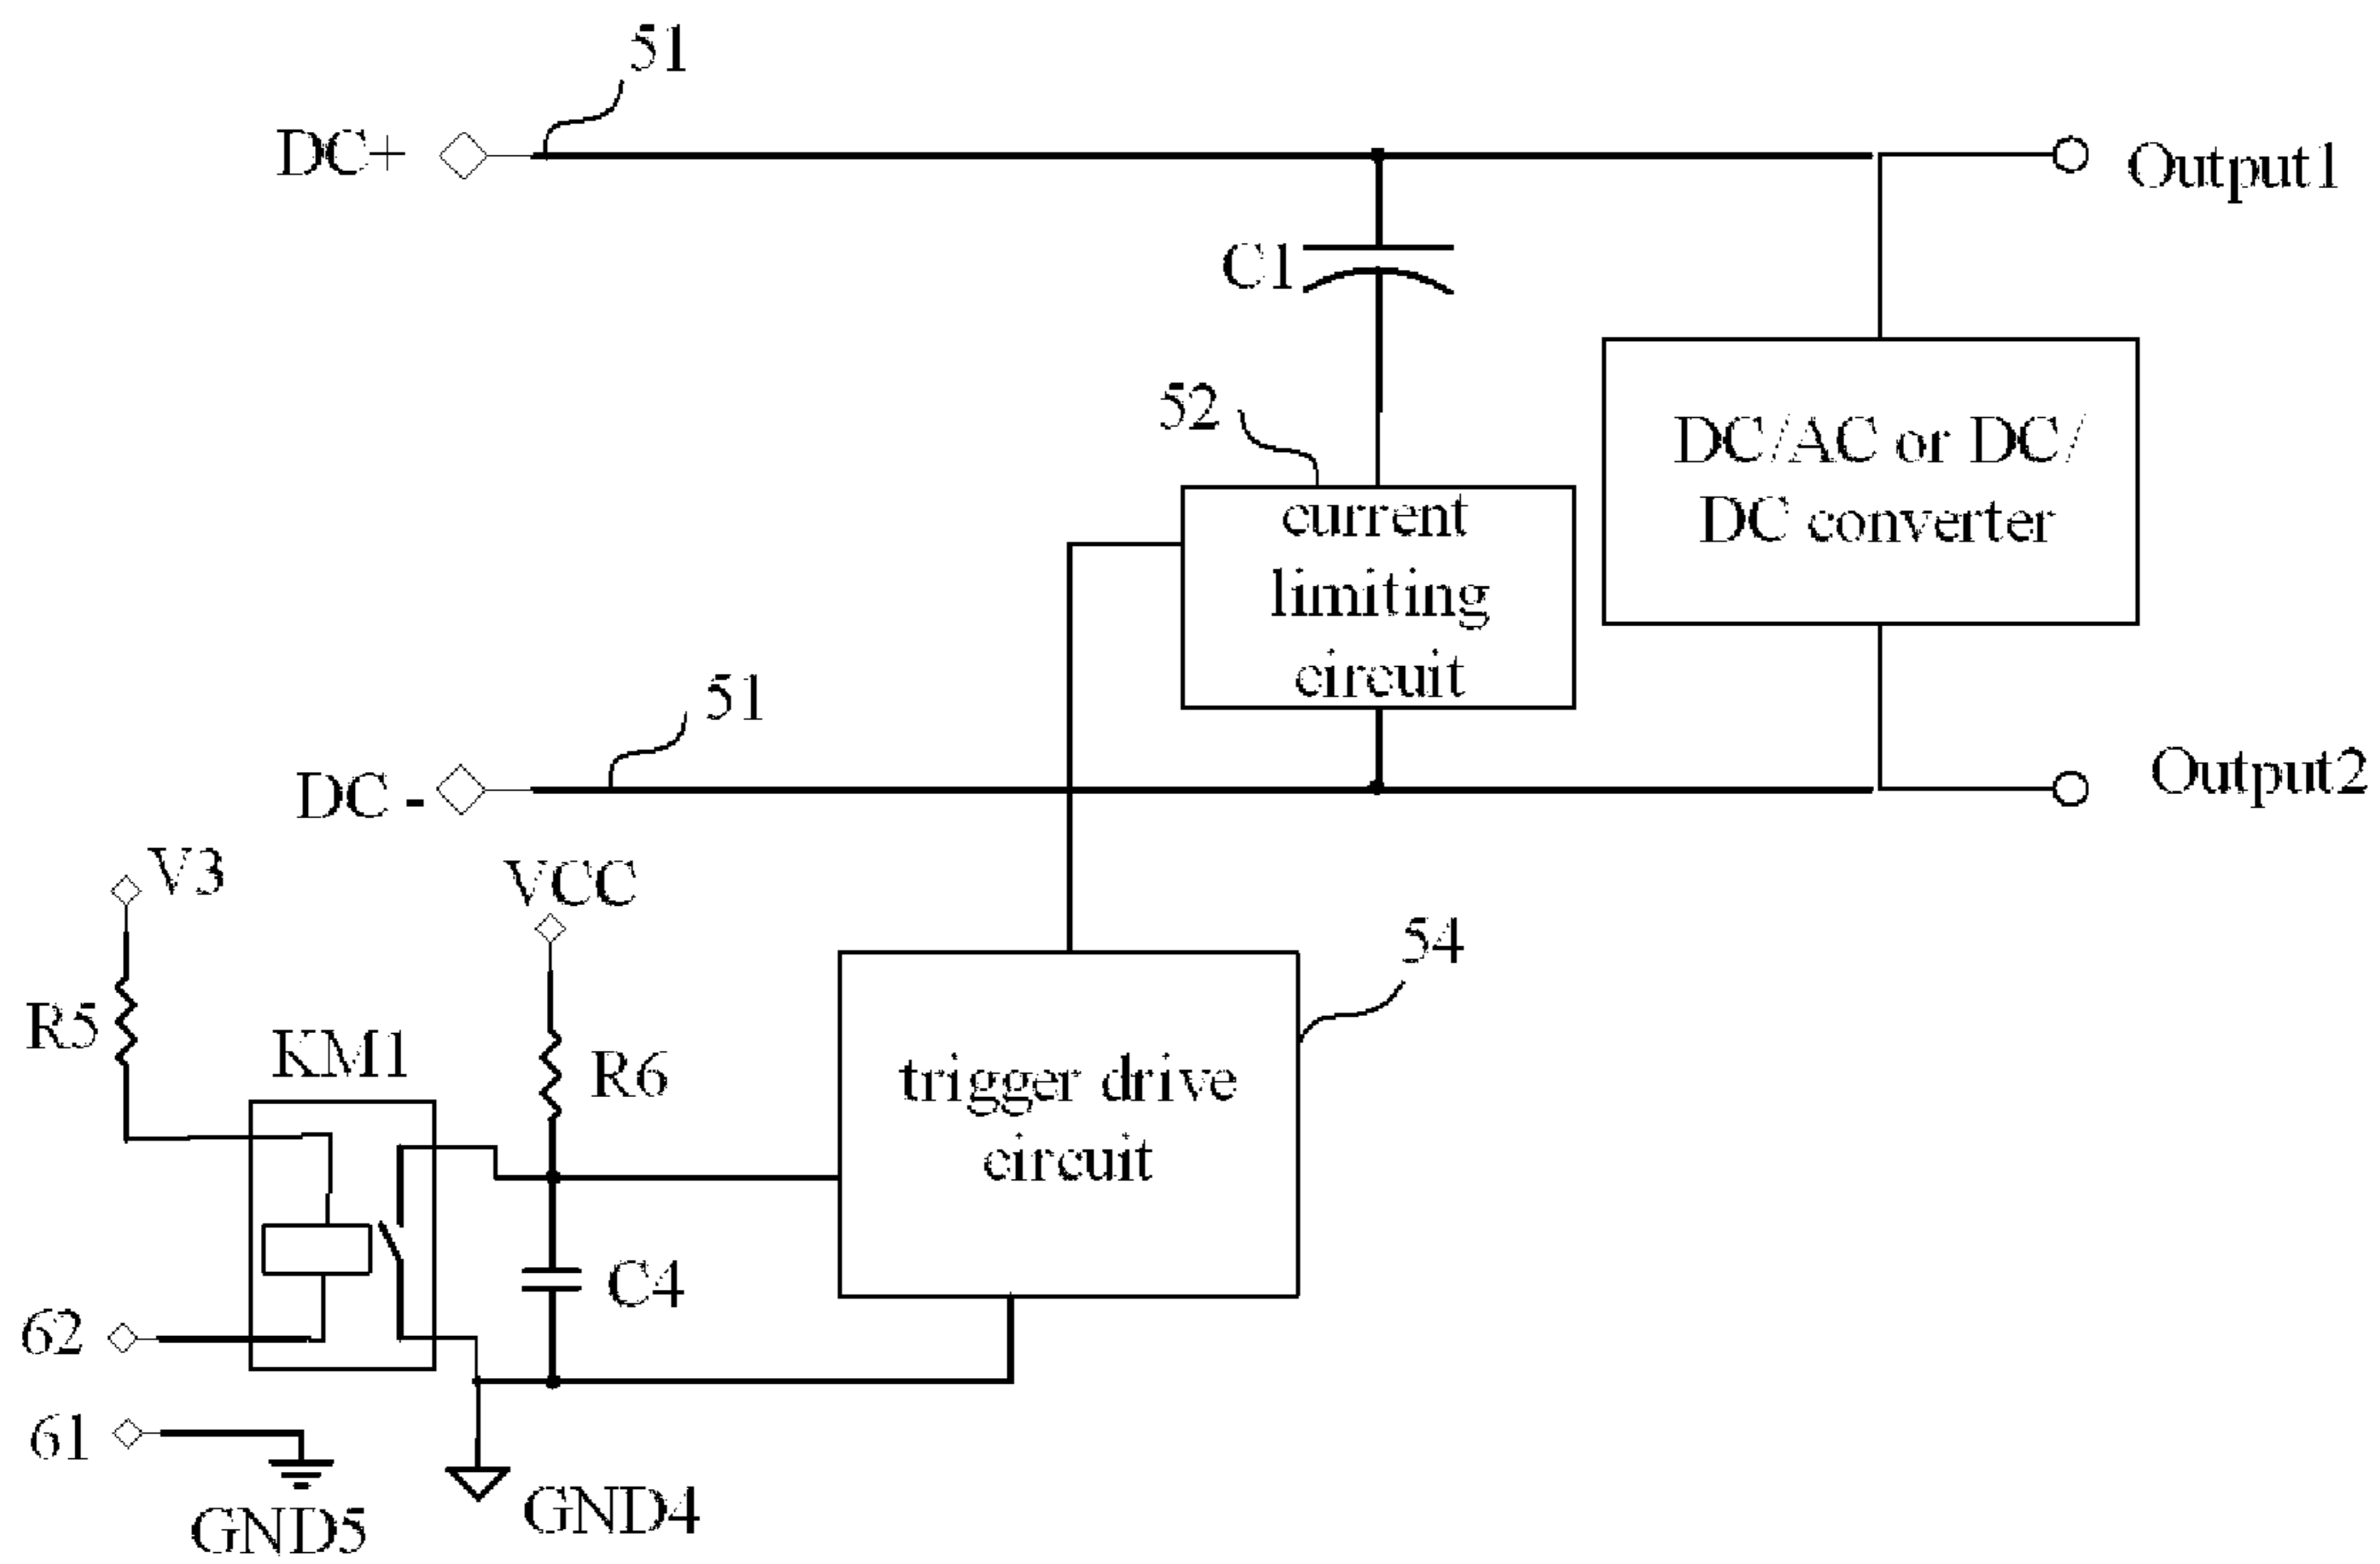 51
DC+
Output1
C1
52
DC/AC or DC/
DC converter
current
limiting
circuit
51
DC -
Output2
V3
VCC
54
R5
KM1
R6
trigger drive
circuit
C4
62
61
GND5
GND4